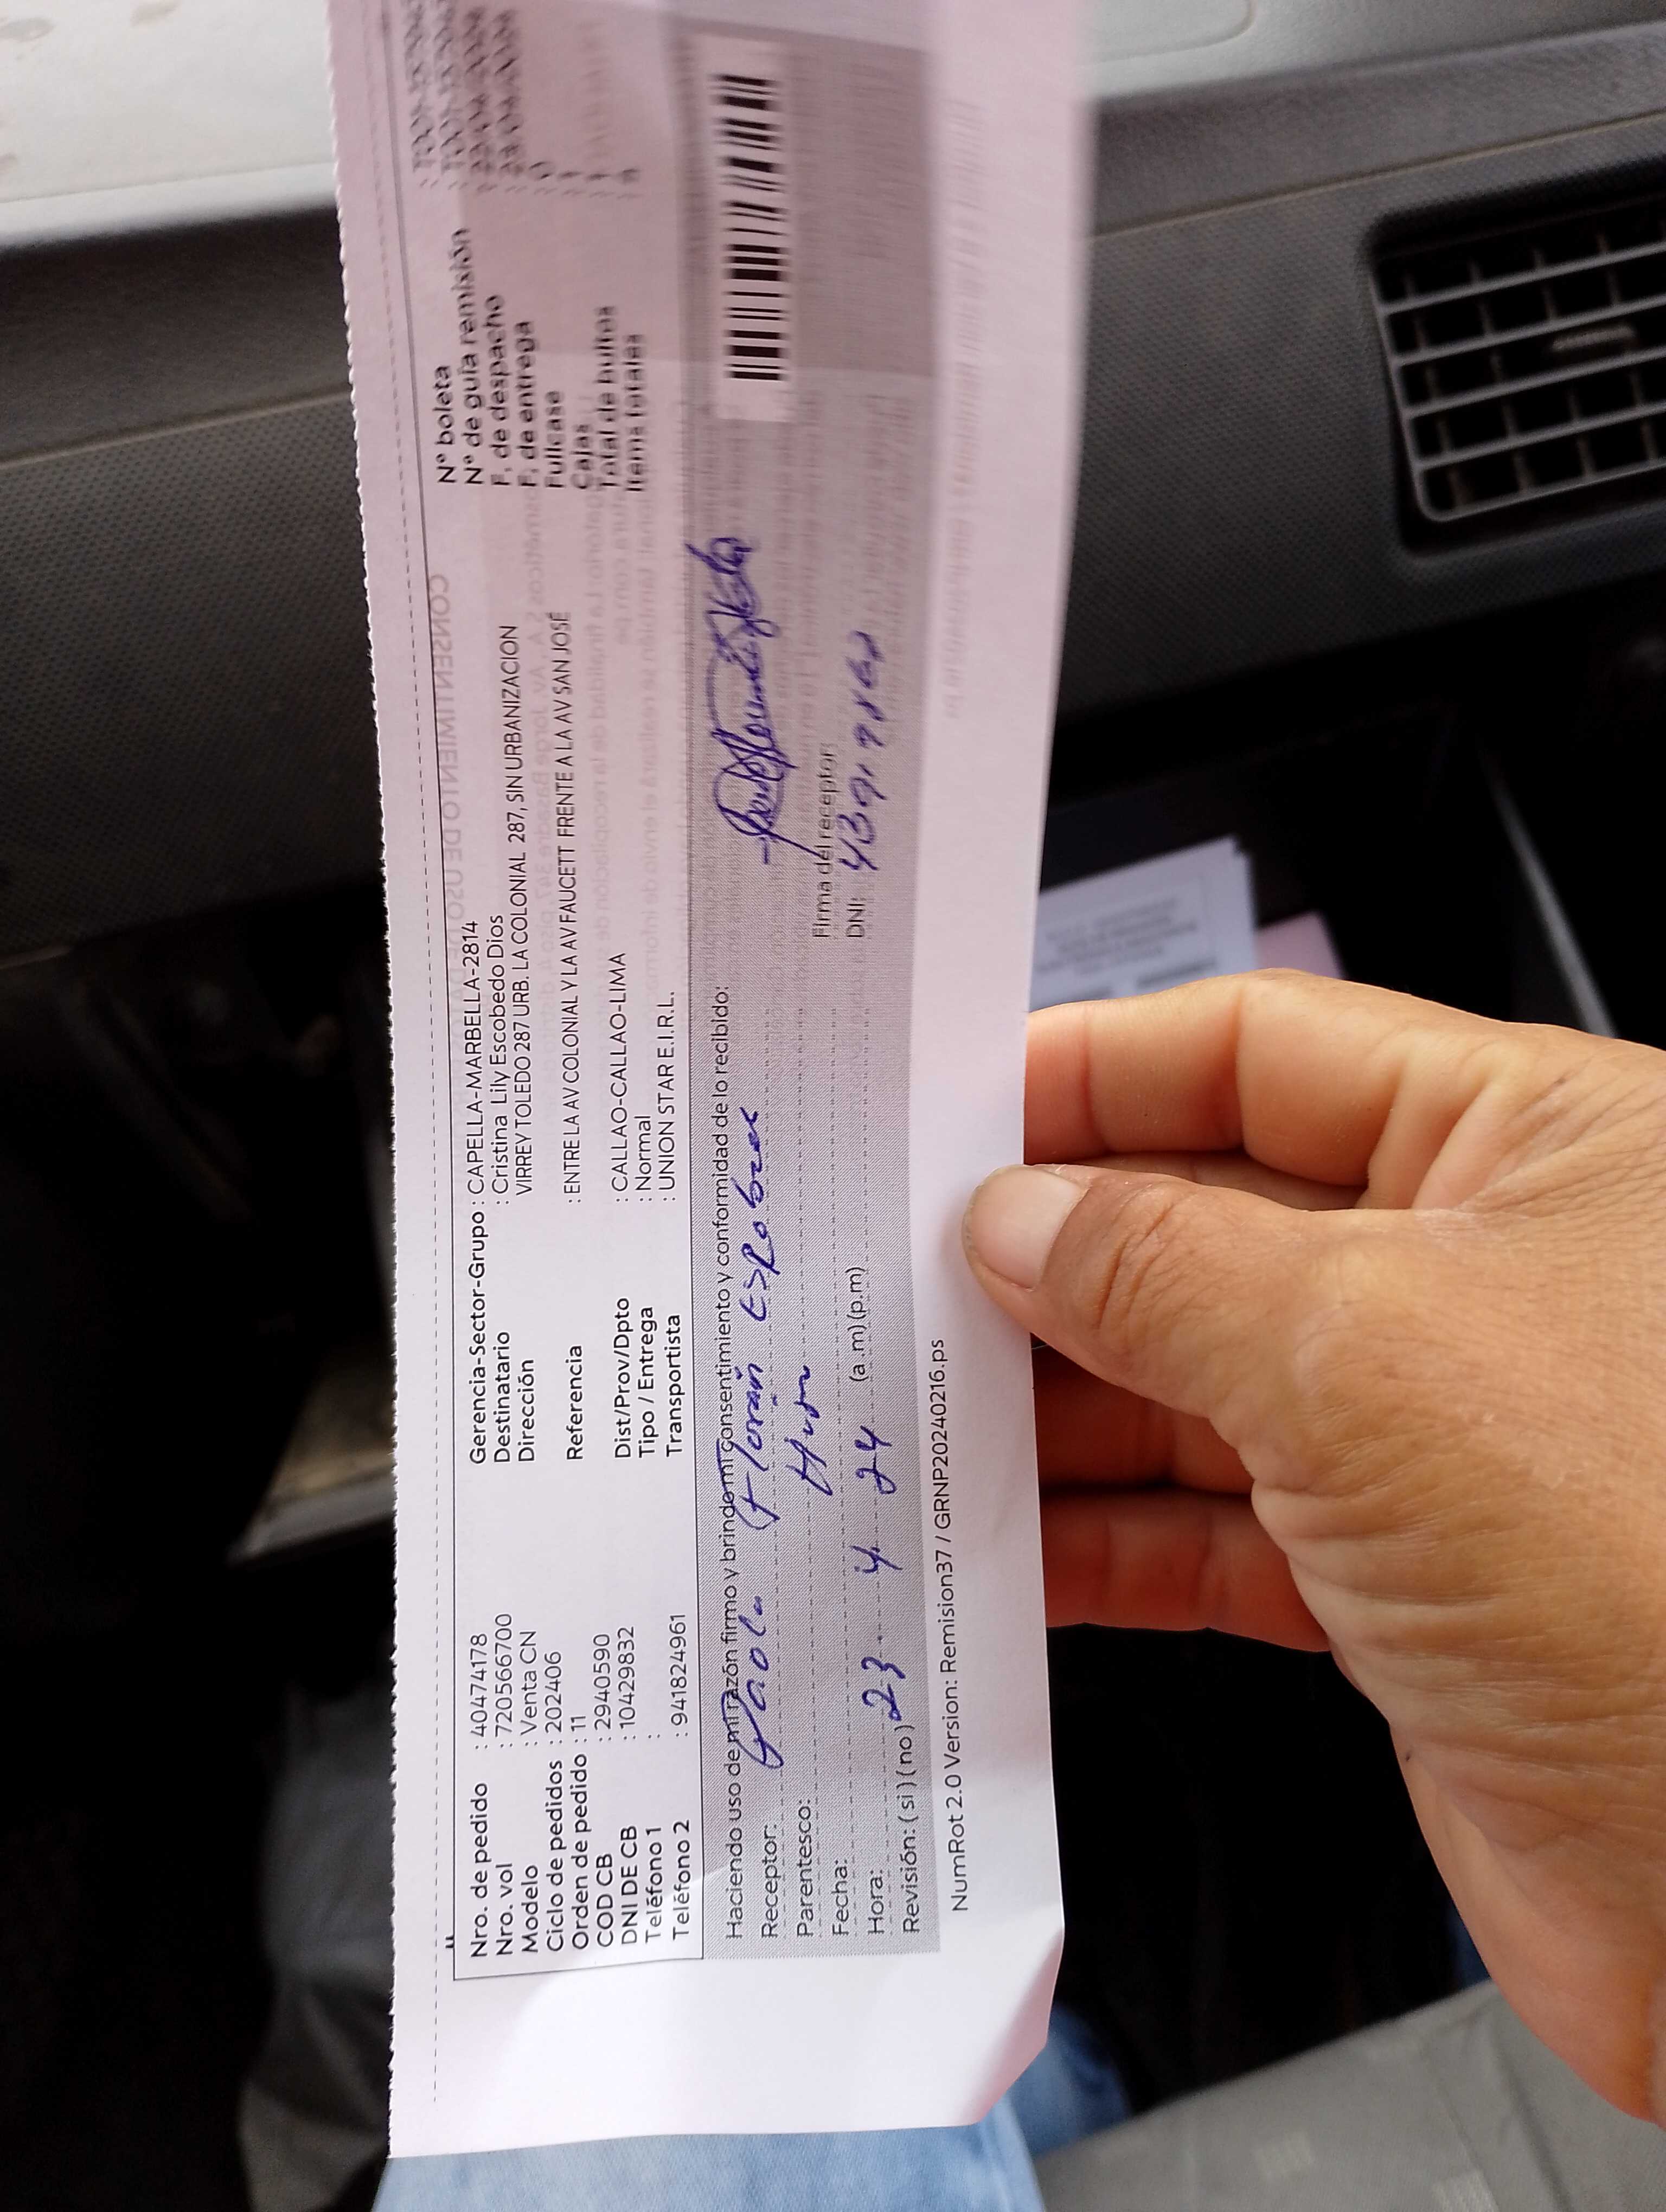 Nro. de pedido : 40474178
Nro. vol : 720566700
Modelo : Venta CN
Ciclo de pedidos : 202406
Orden de pedido : 11
COD CB : 2940590
DNI DE CB : 10429832
Teléfono 1 :
Teléfono 2 : 941824961
Gerencia-Sector-Grupo : CAPELLA-MARBELLA-2814
Destinatario : Cristina Lily Escobedo Dios
Dirección VIRREY TOLEDO 287 URB. LA COLONIAL 287, SIN URBANIZACION
Referencia : ENTRE LA AV COLONIAL Y LA AV FAUCETT FRENTE A LA AV SAN JOSÉ
Dist/Prov/Dpto : CALLAO-CALLAO-LIMA
Tipo / Entrega : Normal
Transportista : UNION STAR E.I.R.L.
N° boleta
N° de guía remisión
F. de despacho
F. de entrega
Fullcase
Cajas
Total de bultos
Items totales
Haciendo uso de mi razón firmo y brindo mi consentimiento y conformidad de lo recibido:
Receptor: Paola Florián
Parentesco:
Fecha:
Hora: 23 4 24 (a.m) (p.m)
Revisión: ( si ) ( no )
Firma del receptor:
DNI:
NumRot 2.0 Version: Remision37 / GRNP20240216.ps